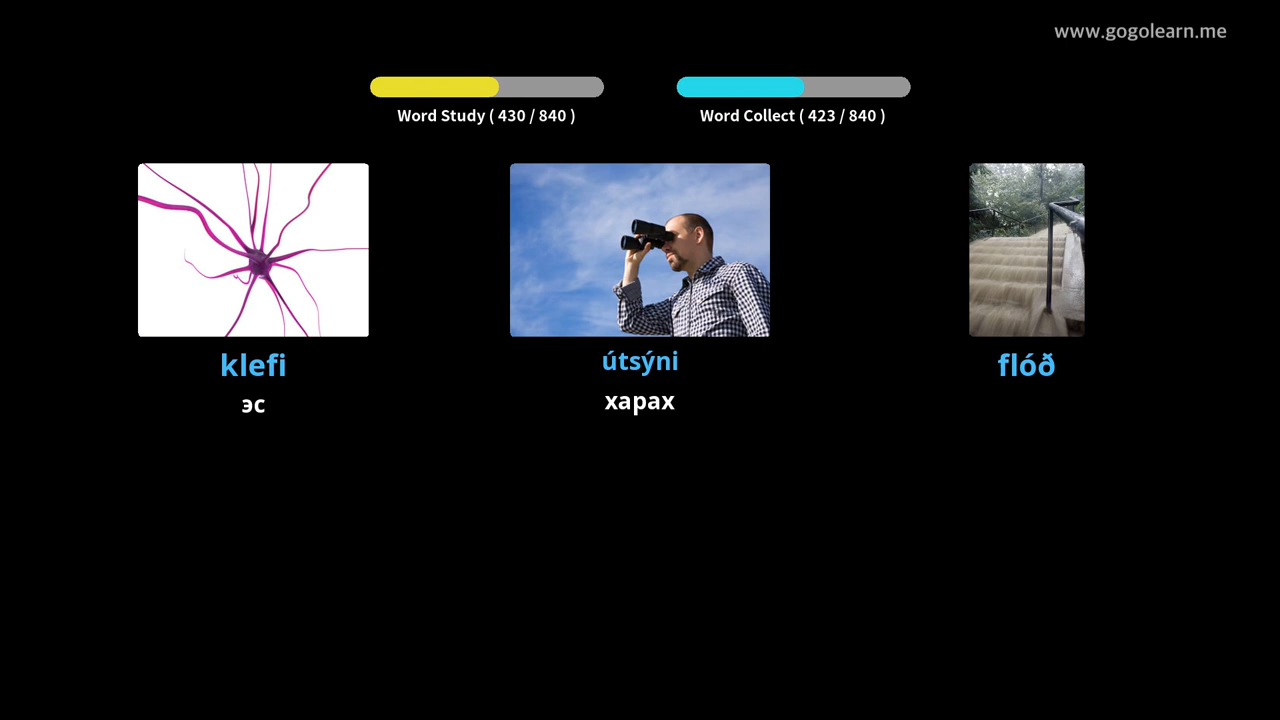 www.gogolearn.me
Word Study ( 430 / 840 )
Word Collect ( 423 / 840 )
klefi
útsýni
flóð
эс
харах